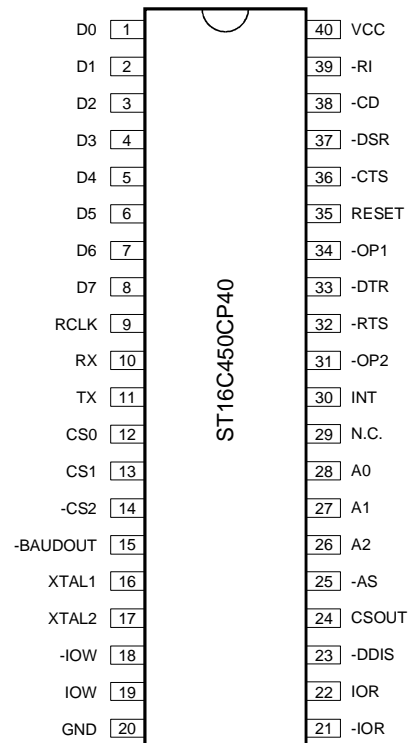 D0 1 40 VCC
D1 2 39 -RI
D2 3 38 -CD
D3 4 37 -DSR
D4 5 36 -CTS
D5 6 35 RESET
D6 7 34 -OP1
D7 8 33 -DTR
RCLK 9 32 -RTS
RX 10 31 -OP2
TX 11 30 INT
CS0 12 29 N.C.
CS1 13 28 A0
-CS2 14 27 A1
-BAUDOUT 15 26 A2
XTAL1 16 25 -AS
XTAL2 17 24 CSOUT
-IOW 18 23 -DDIS
IOW 19 22 IOR
GND 20 21 -IOR
ST16C450CP40